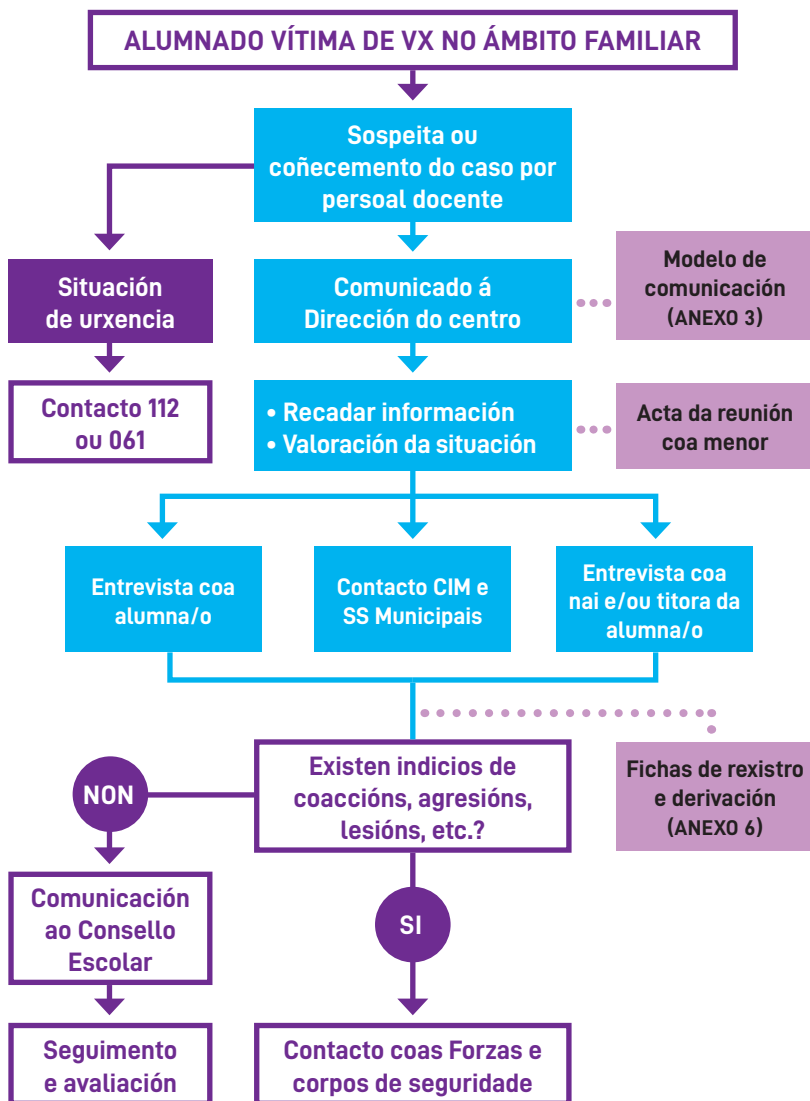 ALUMNADO VÍTIMA DE VX NO ÁMBITO FAMILIAR
Sospeita ou
coñecemento do caso por
persoal docente
Situación
de urxencia
Comunicado á
Dirección do centro
Modelo de
comunicación
(ANEXO 3)
Contacto 112
ou 061
• Recadar información
• Valoración da situación
Acta da reunión
coa menor
Entrevista coa
alumna/o
Contacto CIM e
SS Municipais
Entrevista coa
nai e/ou titora da
alumna/o
NON
Existen indicios de
coaccións, agresións,
lesións, etc.?
Fichas de rexistro
e derivación
(ANEXO 6)
Comunicación
ao Consello
Escolar
SI
Seguimento
e avaliación
Contacto coas Forzas e
corpos de seguridade